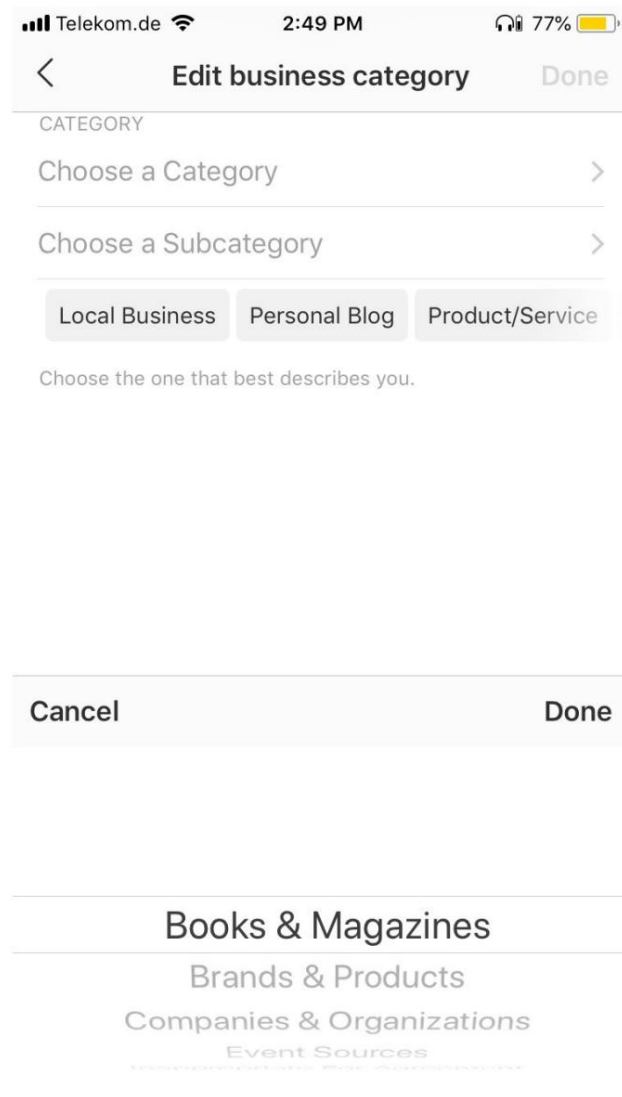 Telekom.de 2:49 PM 77%
Edit business category Done
CATEGORY
Choose a Category
Choose a Subcategory
Local Business Personal Blog Product/Service
Choose the one that best describes you.
Cancel Done
Books & Magazines
Brands & Products
Companies & Organizations
Event Sources